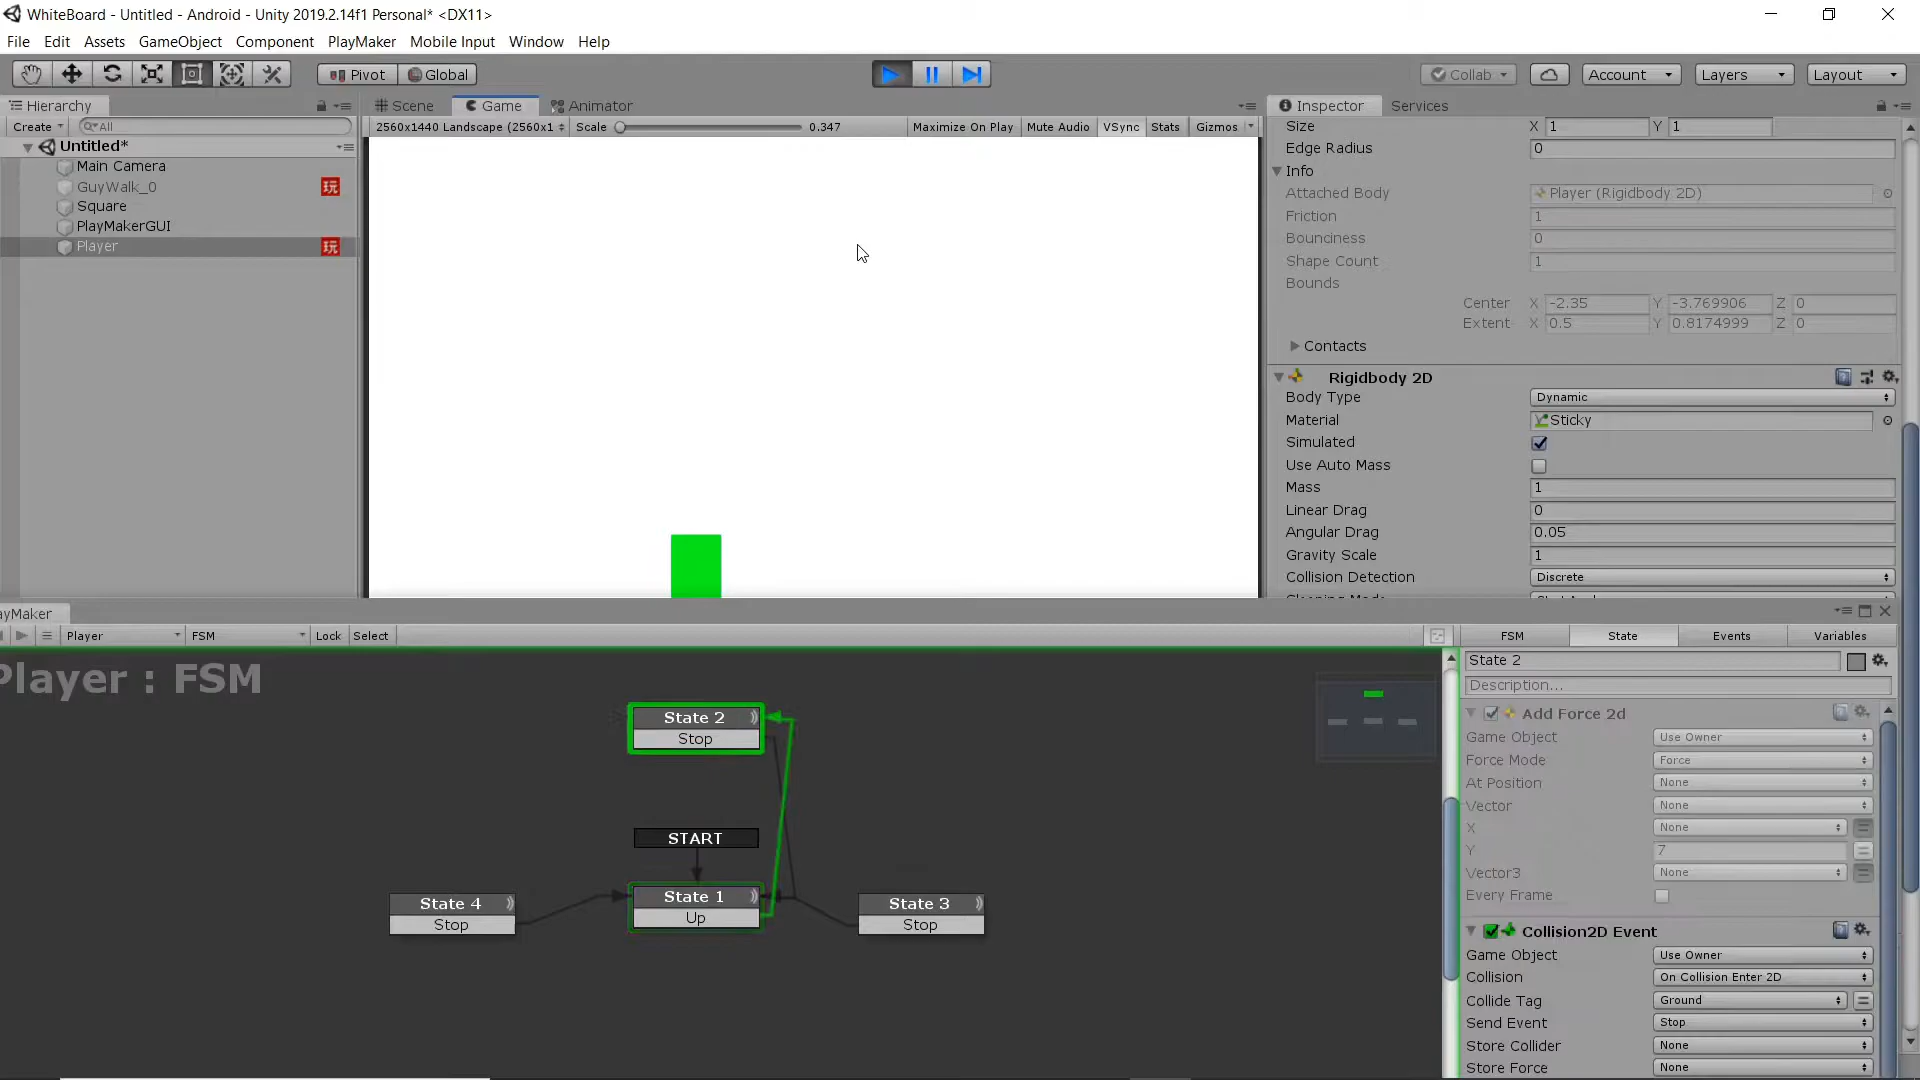 WhiteBoard - Untitled - Android - Unity 2019.2.14f1 Personal* <DX11>
File Edit Assets GameObject Component PlayMaker Mobile Input Window Help
Pivot Global Collab Account Layers Layout
Hierarchy Scene Game Animator Inspector Services
Create All 2560x1440 Landscape (2560x1 Scale 0.347 Maximize On Play Mute Audio VSync Stats Gizmos
Untitled*
Main Camera
GuyWalk_0 玩
Square
PlayMakerGUI
Player 玩
Size X 1 Y 1
Edge Radius 0
Info
Attached Body Player (Rigidbody 2D)
Friction 1
Bounciness 0
Shape Count 1
Bounds
Center X -2.35 Y -3.769906 Z 0
Extent X 0.5 Y 0.8174999 Z 0
Contacts
Rigidbody 2D
Body Type Dynamic
Material Sticky
Simulated
Use Auto Mass
Mass 1
Linear Drag 0
Angular Drag 0.05
Gravity Scale 1
Collision Detection Discrete
ayMaker
Player FSM Lock Select
Player : FSM
State 2
Stop
START
State 1
Up
State 4
Stop
State 3
Stop
FSM State Events Variables
State 2
Description...
Add Force 2d
Game Object Use Owner
Force Mode Force
At Position None
Vector None
X None
Y 7
Vector3 None
Every Frame
Collision2D Event
Game Object Use Owner
Collision On Collision Enter 2D
Collide Tag Ground
Send Event Stop
Store Collider None
Store Force None